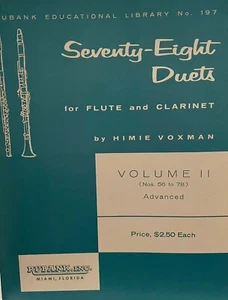 RUBANK EDUCATIONAL LIBRARY No. 197
Seventy-Eight
Duets
for FLUTE and CLARINET
by HIMIE VOXMAN
VOLUME II
(Nos. 56 to 78)
Advanced
Price, $2.50 Each
RUBANK, INC.
MIAMI, FLORIDA